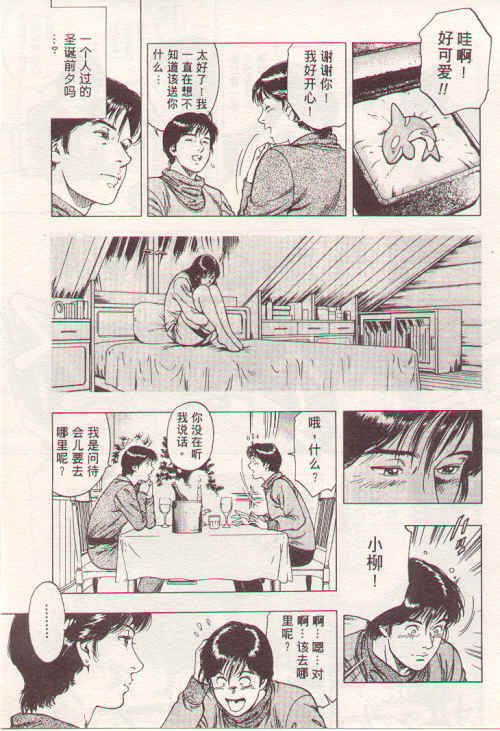 哇啊！
好可爱
!!
谢谢你！
我好开心！
太好了！我
一直在想不
知道该送你
什么…
一个人过的
圣诞前夕吗
…？
哦，什么？
你没在听
我说话。
我是问待
会儿要去
哪里呢？
小柳！
啊…嗯…对
啊…该去哪
里呢？
………